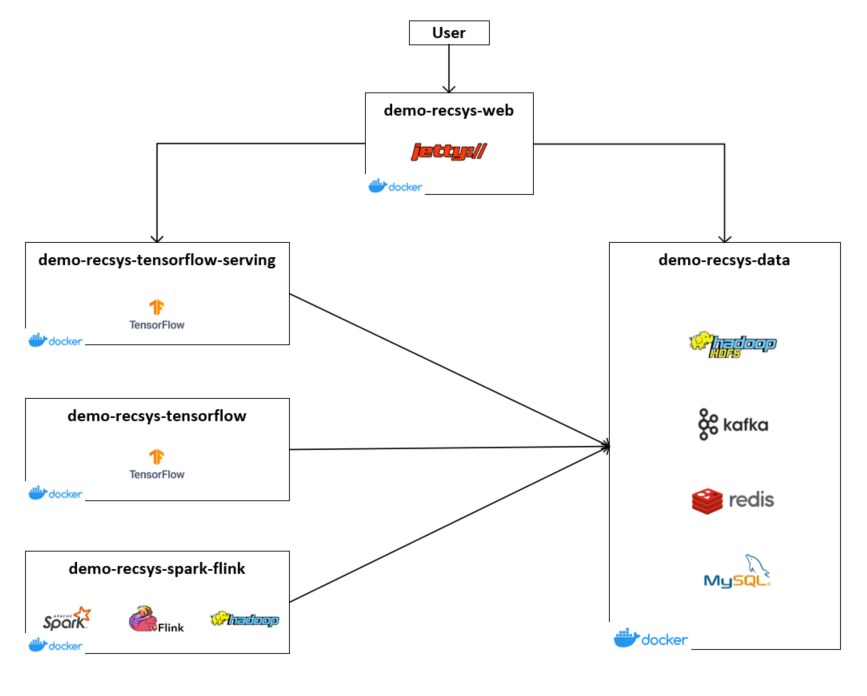 User
demo-recsys-web
jetty://
docker
demo-recsys-tensorflow-serving
TensorFlow
docker
demo-recsys-data
hadoop
HDFS
kafka
redis
MySQL
docker
demo-recsys-tensorflow
TensorFlow
docker
demo-recsys-spark-flink
APACHE
Spark
Flink
hadoop
docker